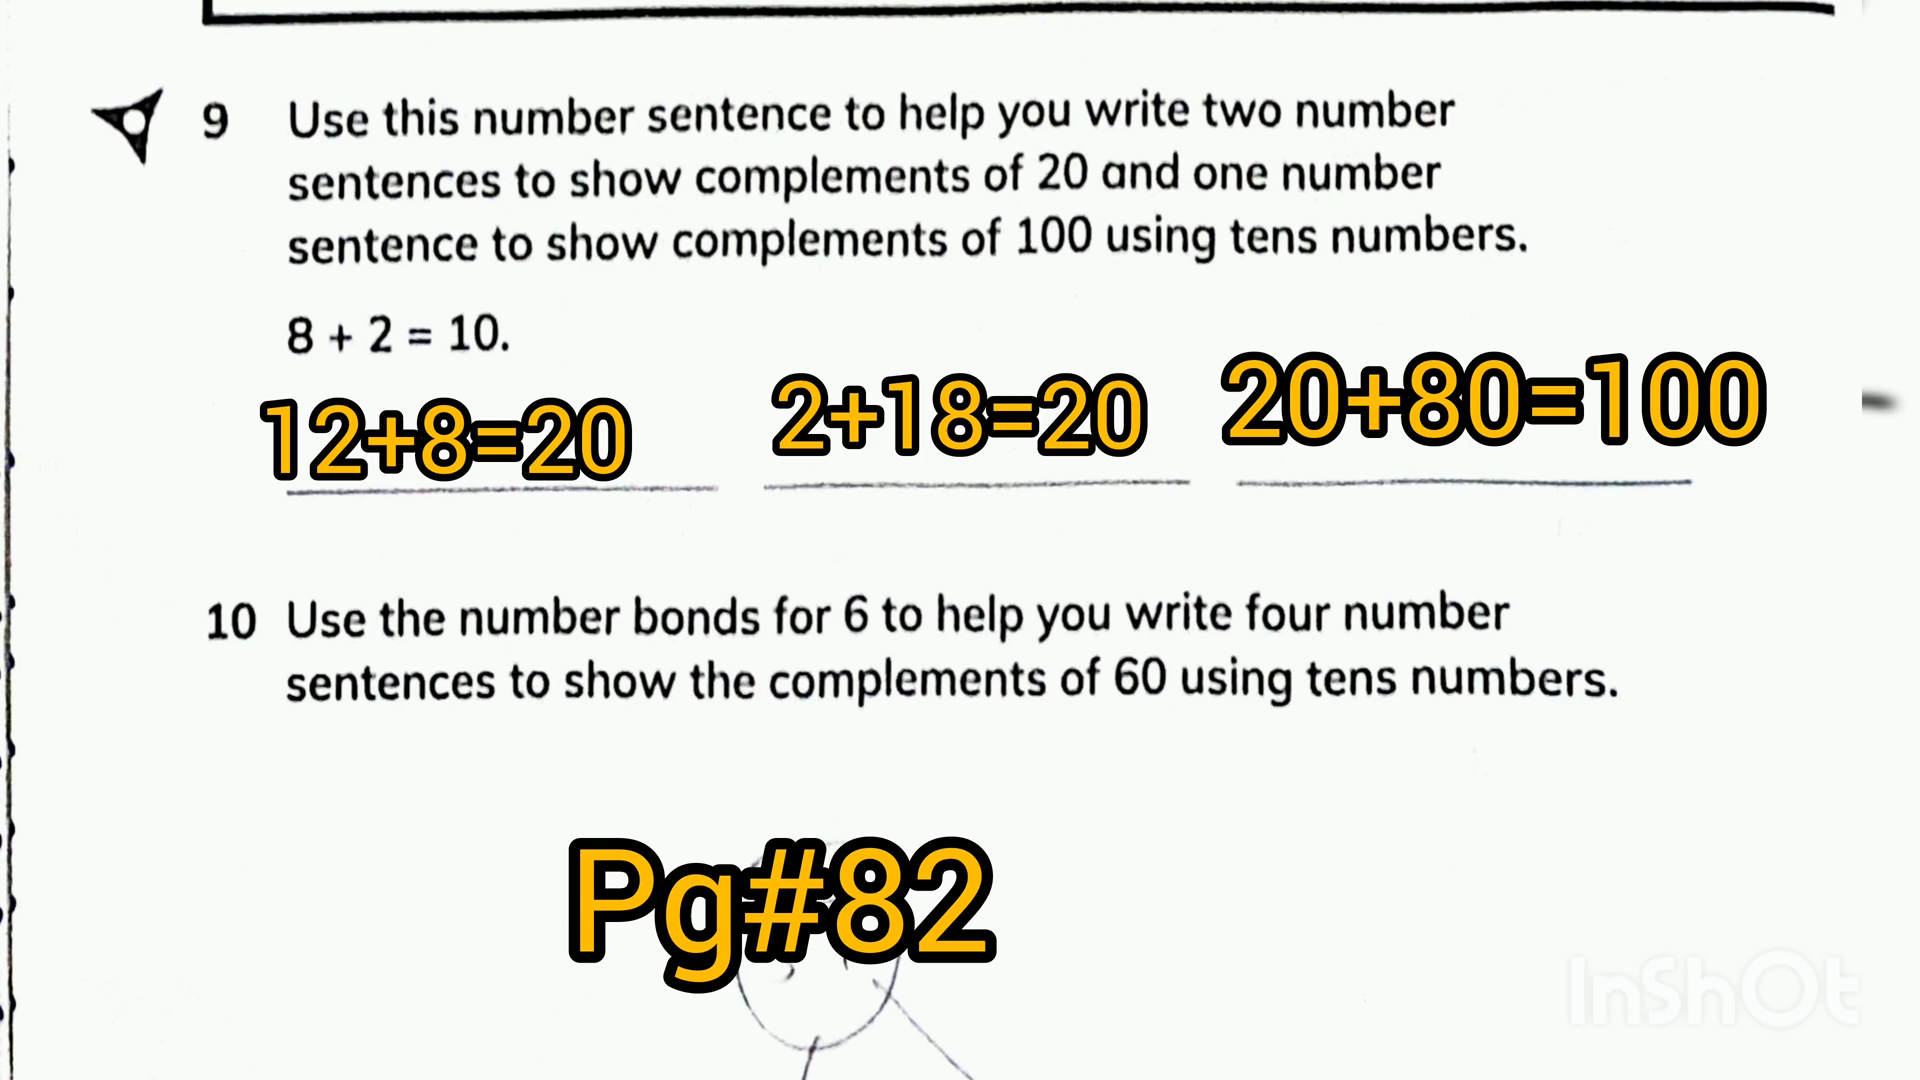 9 Use this number sentence to help you write two number
sentences to show complements of 20 and one number
sentence to show complements of 100 using tens numbers.
8 + 2 = 10.
12+8=20 2+18=20 20+80=100
10 Use the number bonds for 6 to help you write four number
sentences to show the complements of 60 using tens numbers.
Pg#82
InShOt